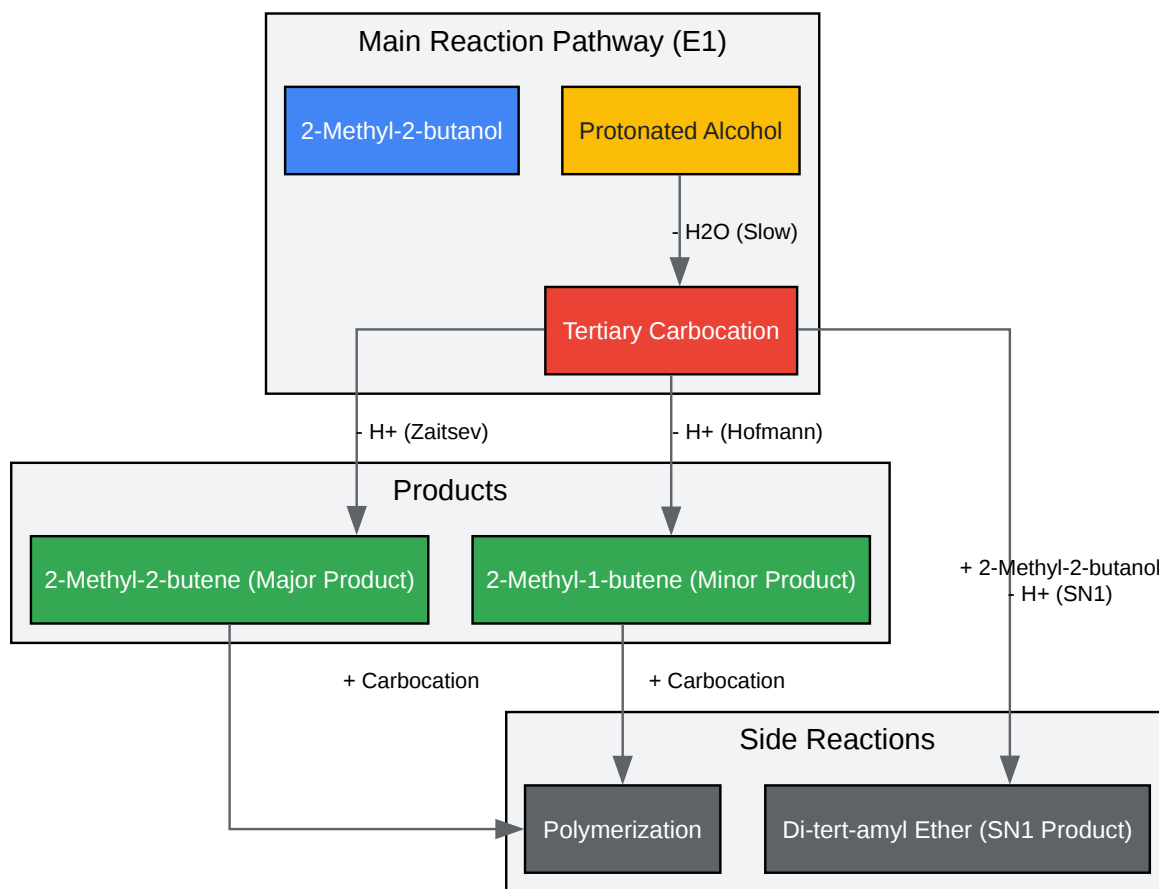 Main Reaction Pathway (E1)
2-Methyl-2-butanol
Protonated Alcohol
- H2O (Slow)
Tertiary Carbocation
- H+ (Zaitsev)
- H+ (Hofmann)
Products
2-Methyl-2-butene (Major Product)
2-Methyl-1-butene (Minor Product)
+ 2-Methyl-2-butanol
- H+ (SN1)
+ Carbocation
+ Carbocation
Side Reactions
Polymerization
Di-tert-amyl Ether (SN1 Product)